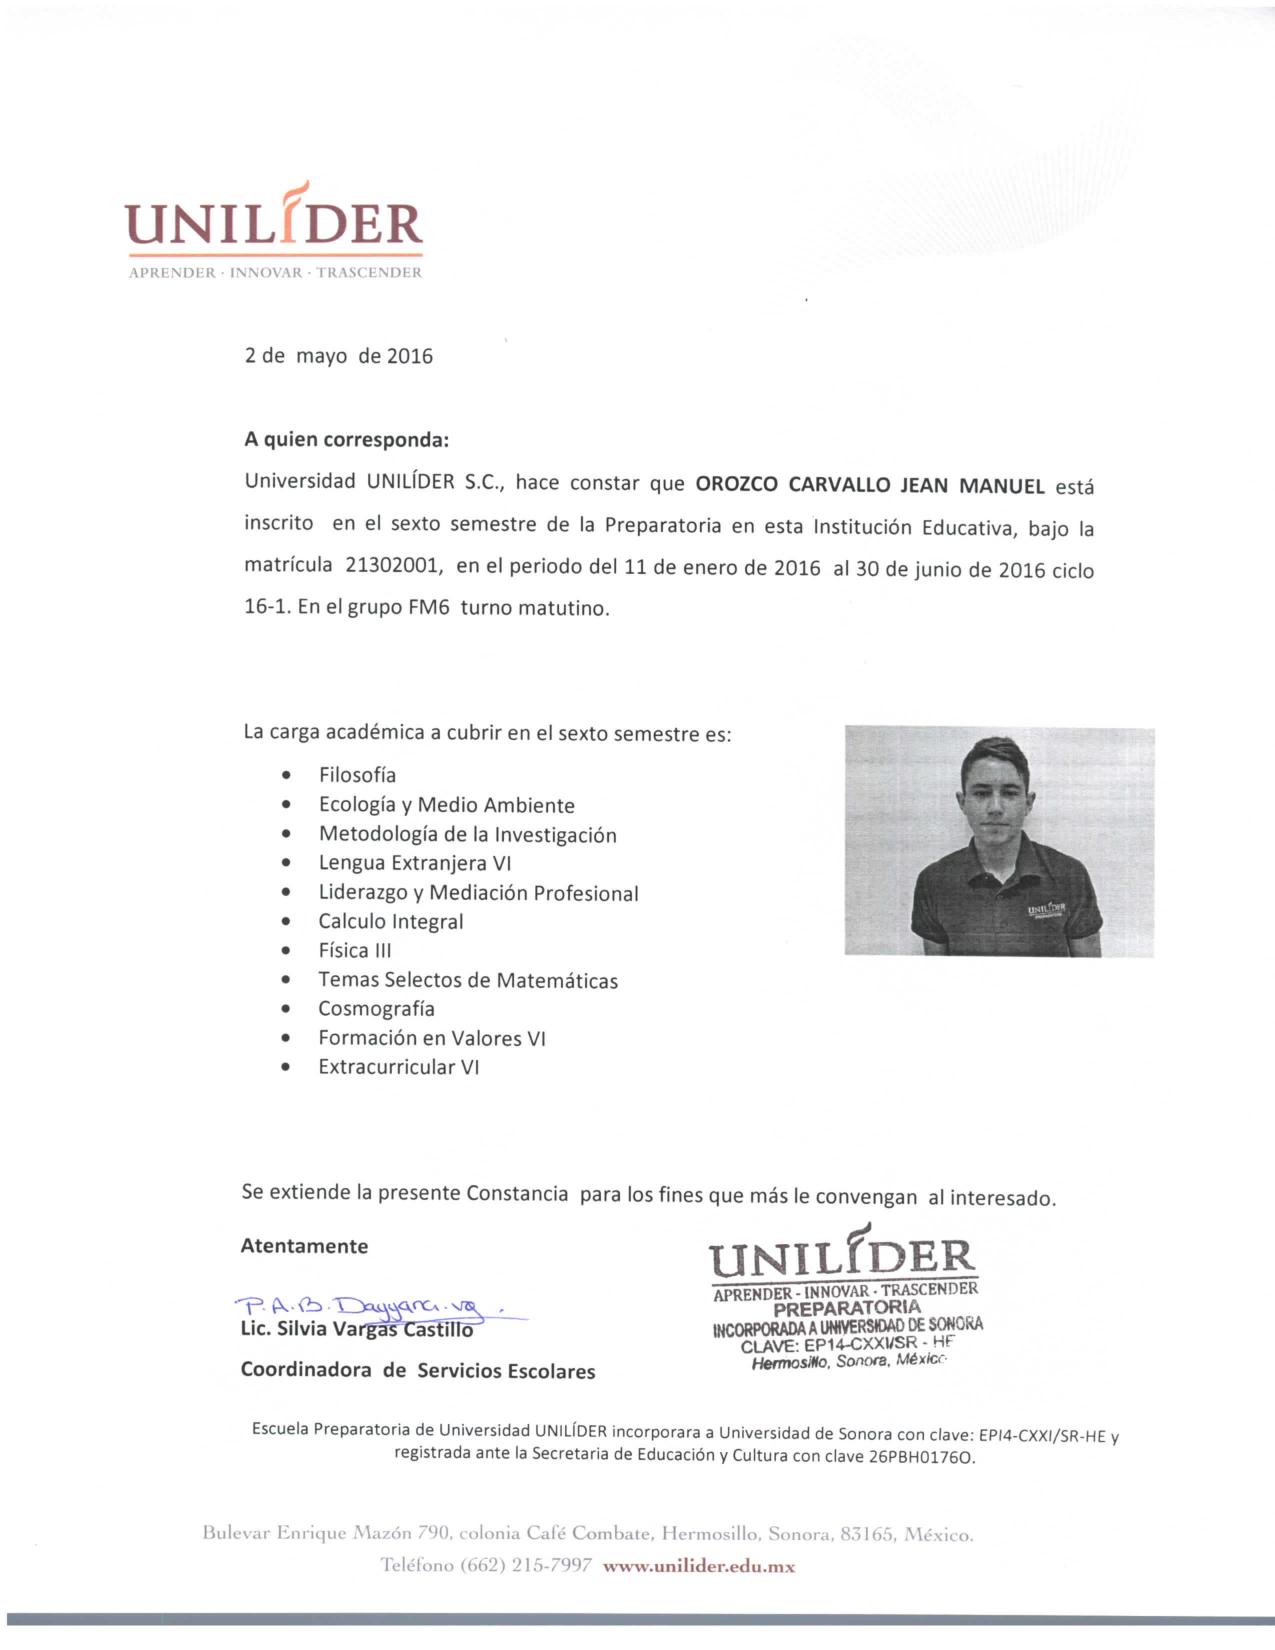 UNILÍDER
APRENDER · INNOVAR · TRASCENDER
2 de mayo de 2016
A quien corresponda:
Universidad UNILÍDER S.C., hace constar que OROZCO CARVALLO JEAN MANUEL está
inscrito en el sexto semestre de la Preparatoria en esta Institución Educativa, bajo la
matrícula 21302001, en el periodo del 11 de enero de 2016 al 30 de junio de 2016 ciclo
16-1. En el grupo FM6 turno matutino.
La carga académica a cubrir en el sexto semestre es:
• Filosofía
• Ecología y Medio Ambiente
• Metodología de la Investigación
• Lengua Extranjera VI
• Liderazgo y Mediación Profesional
• Calculo Integral
• Física III
• Temas Selectos de Matemáticas
• Cosmografía
• Formación en Valores VI
• Extracurricular VI
UNILÍDER
Se extiende la presente Constancia para los fines que más le convengan al interesado.
Atentamente
P.A.B. Dayyana.
Lic. Silvia Vargas Castillo
Coordinadora de Servicios Escolares
UNILÍDER
APRENDER - INNOVAR · TRASCENDER
PREPARATORIA
INCORPORADA A UNIVERSIDAD DE SONORA
CLAVE: EP14-CXXI/SR - HF
Hermosillo, Sonora, México
Escuela Preparatoria de Universidad UNILÍDER incorporara a Universidad de Sonora con clave: EPI4-CXXI/SR-HE y
registrada ante la Secretaria de Educación y Cultura con clave 26PBH0176O.
Bulevar Enrique Mazón 790, colonia Café Combate, Hermosillo, Sonora, 83165, México.
Teléfono (662) 215-7997 www.unilider.edu.mx